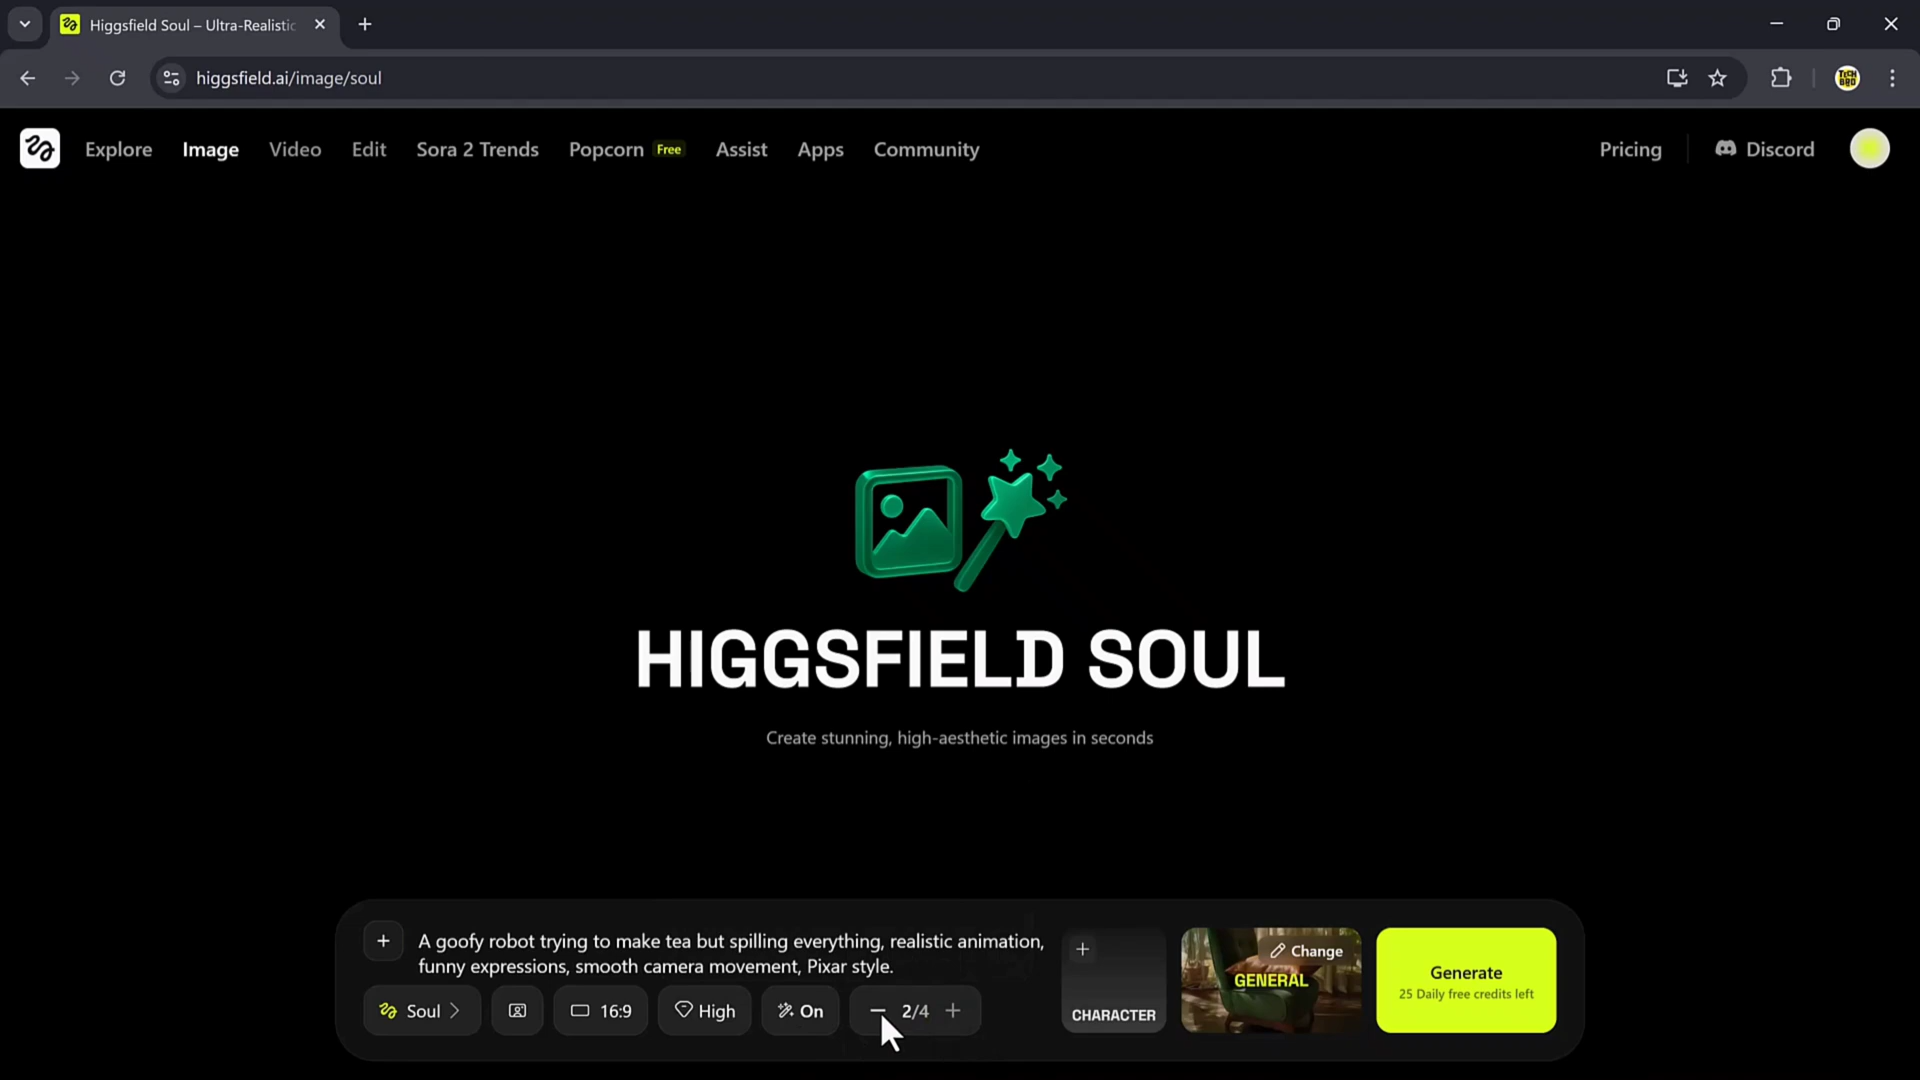 Higgsfield Soul – Ultra-Realistic
higgsfield.ai/image/soul
TECH BRO
Explore Image Video Edit Sora 2 Trends Popcorn Free Assist Apps Community Pricing Discord
HIGGSFIELD SOUL
Create stunning, high-aesthetic images in seconds
A goofy robot trying to make tea but spilling everything, realistic animation,
funny expressions, smooth camera movement, Pixar style.
Soul 16:9 High On 2/4
CHARACTER
Change
GENERAL
Generate
25 Daily free credits left